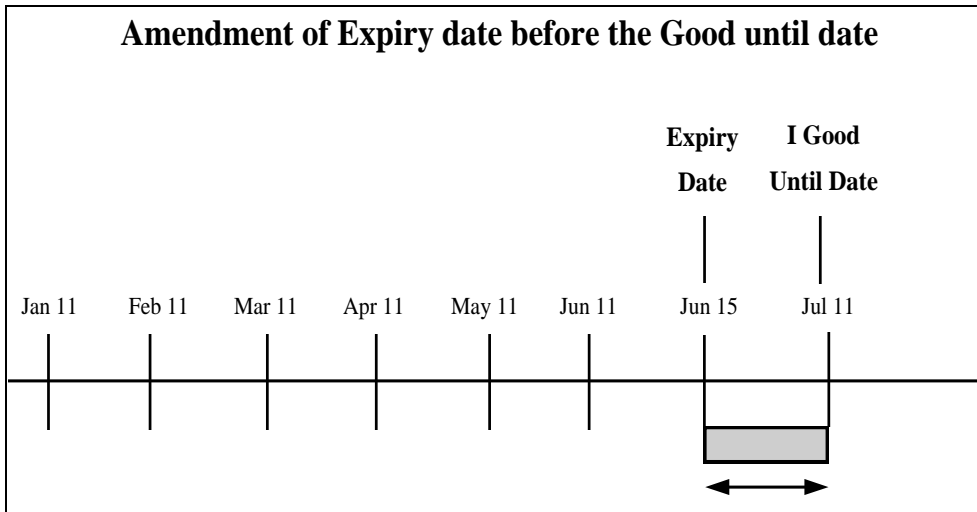 Amendment of Expiry date before the Good until date
Expiry
Date
I Good
Until Date
Jan 11
Feb 11
Mar 11
Apr 11
May 11
Jun 11
Jun 15
Jul 11